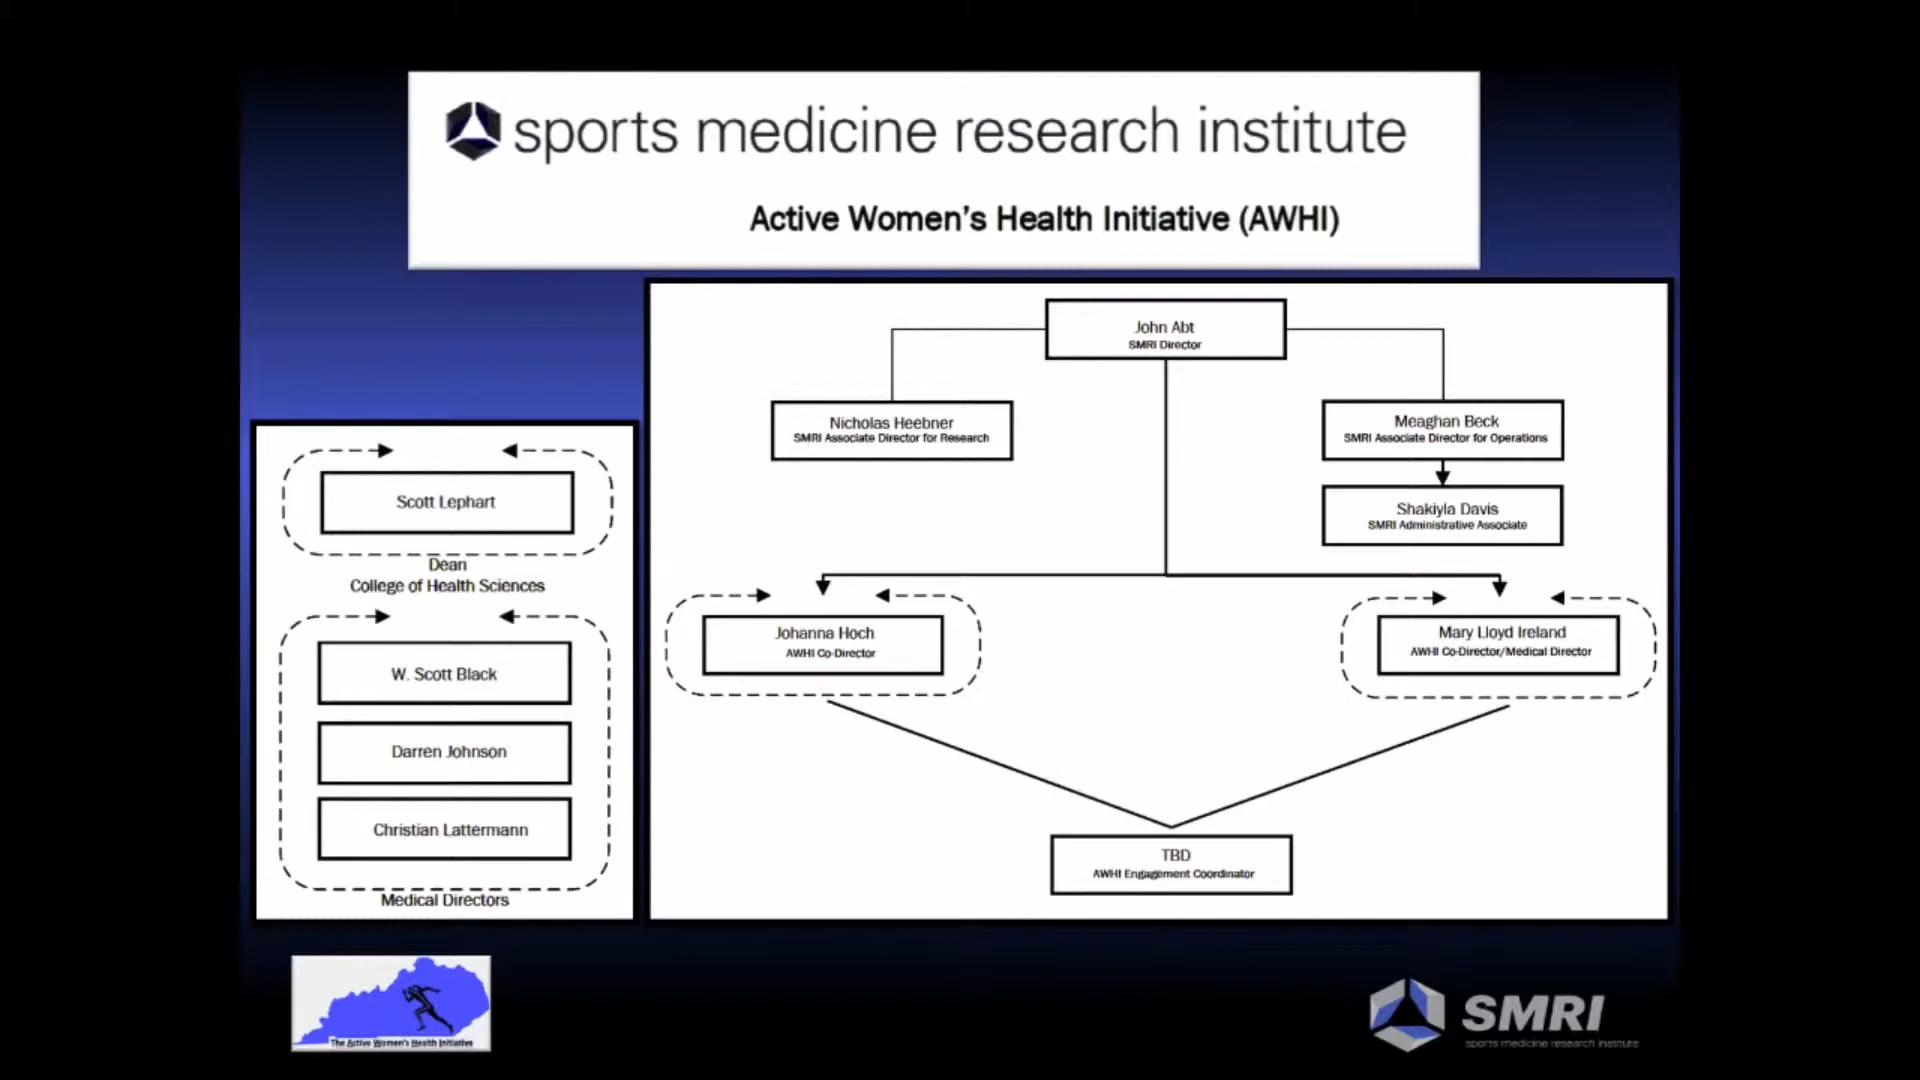 sports medicine research institute
Active Women's Health Initiative (AWHI)
John Abt
SMRI Director
Nicholas Heebner
SMRI Associate Director for Research
Meaghan Beck
SMRI Associate Director for Operations
Shakiyla Davis
SMRI Administrative Associate
Scott Lephart
Dean
College of Health Sciences
W. Scott Black
Darren Johnson
Christian Lattermann
Medical Directors
Johanna Hoch
AWHI Co-Director
Mary Lloyd Ireland
AWHI Co-Director/Medical Director
TBD
AWHI Engagement Coordinator
The Active Women's Health Initiative
SMRI
sports medicine research institute